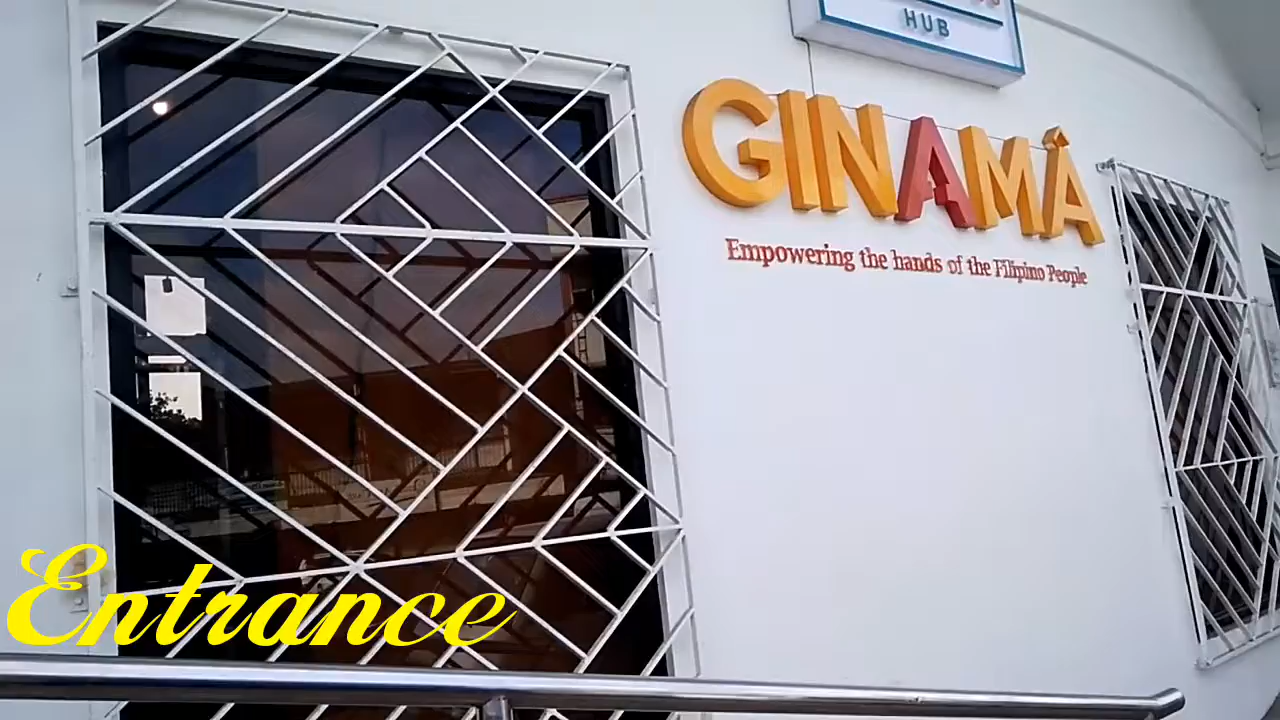 HUB
GINAMÂ
Empowering the hands of the Filipino People
Entrance